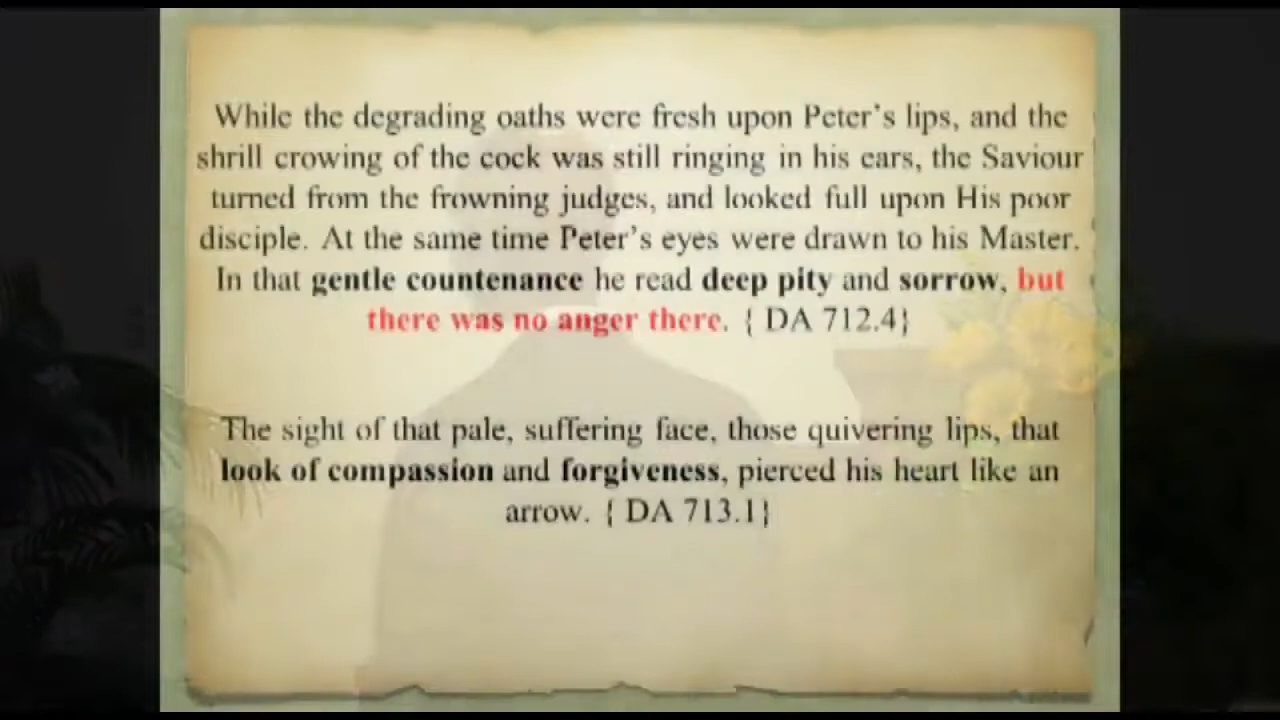 While the degrading oaths were fresh upon Peter's lips, and the
shrill crowing of the cock was still ringing in his ears, the Saviour
turned from the frowning judges, and looked full upon His poor
disciple. At the same time Peter's eyes were drawn to his Master.
In that gentle countenance he read deep pity and sorrow, but
there was no anger there. { DA 712.4}
The sight of that pale, suffering face, those quivering lips, that
look of compassion and forgiveness, pierced his heart like an
arrow. { DA 713.1}